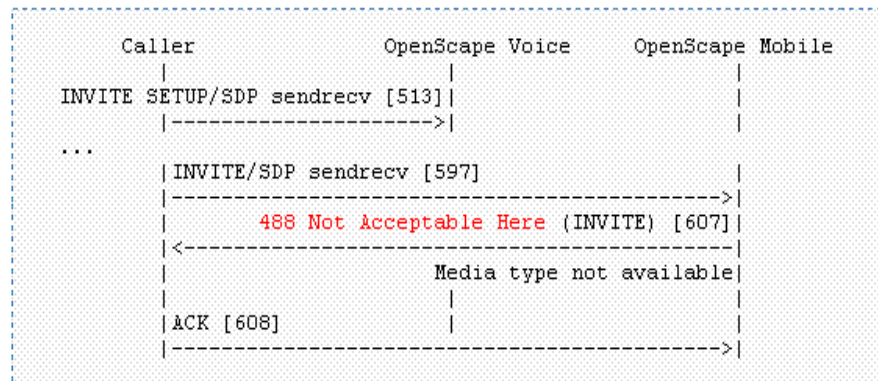 Caller OpenScape Voice OpenScape Mobile
INVITE SETUP/SDP sendrecv [513]|
|---------------------->|
...
|INVITE/SDP sendrecv [597]
|---------------------------------------------->|
488 Not Acceptable Here (INVITE) [607]|
|<----------------------------------------------|
Media type not available|
|ACK [608]
|---------------------------------------------->|